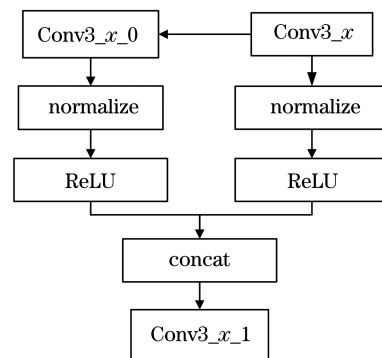 Conv3_x_0
Conv3_x
normalize
normalize
ReLU
ReLU
concat
Conv3_x_1